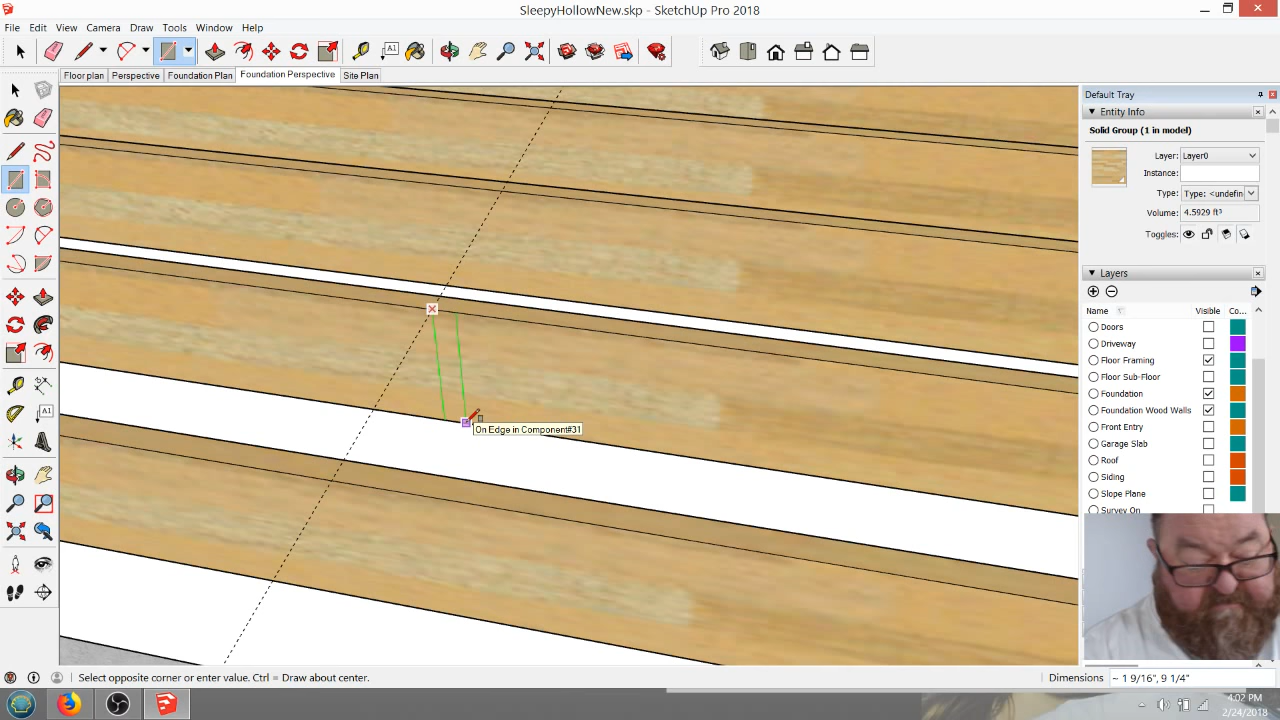 SleepyHollowNew.skp - SketchUp Pro 2018
File Edit View Camera Draw Tools Window Help
Floor plan Perspective Foundation Plan Foundation Perspective Site Plan
Default Tray
Entity Info
Solid Group (1 in model)
Layer: Layer0
Instance:
Type: Type: <undefin
Volume: 4.5929 ft³
Toggles:
Layers
Name Visible Co...
Doors
Driveway
Floor Framing
Floor Sub-Floor
Foundation
Foundation Wood Walls
Front Entry
Garage Slab
Roof
Siding
Slope Plane
Survey On
On Edge in Component#31
Select opposite corner or enter value. Ctrl = Draw about center.
Dimensions ~ 1 9/16", 9 1/4"
4:02 PM
2/24/2018